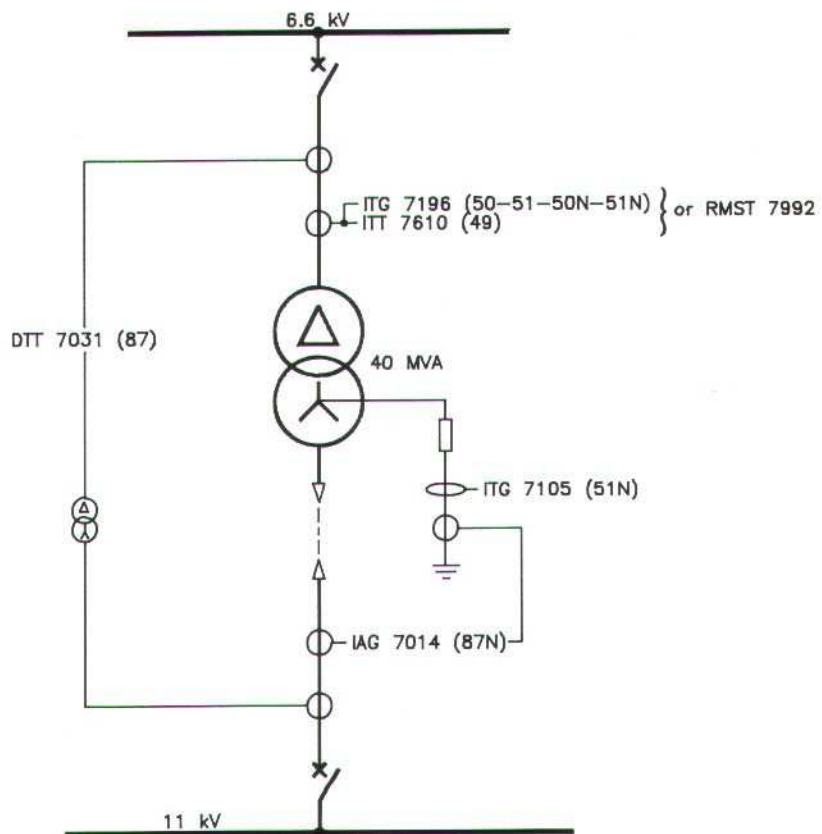 6.6 kV
ITG 7196 (50-51-50N-51N)
ITT 7610 (49)
or RMST 7992
DTT 7031 (87)
40 MVA
ITG 7105 (51N)
IAG 7014 (87N)
11 kV